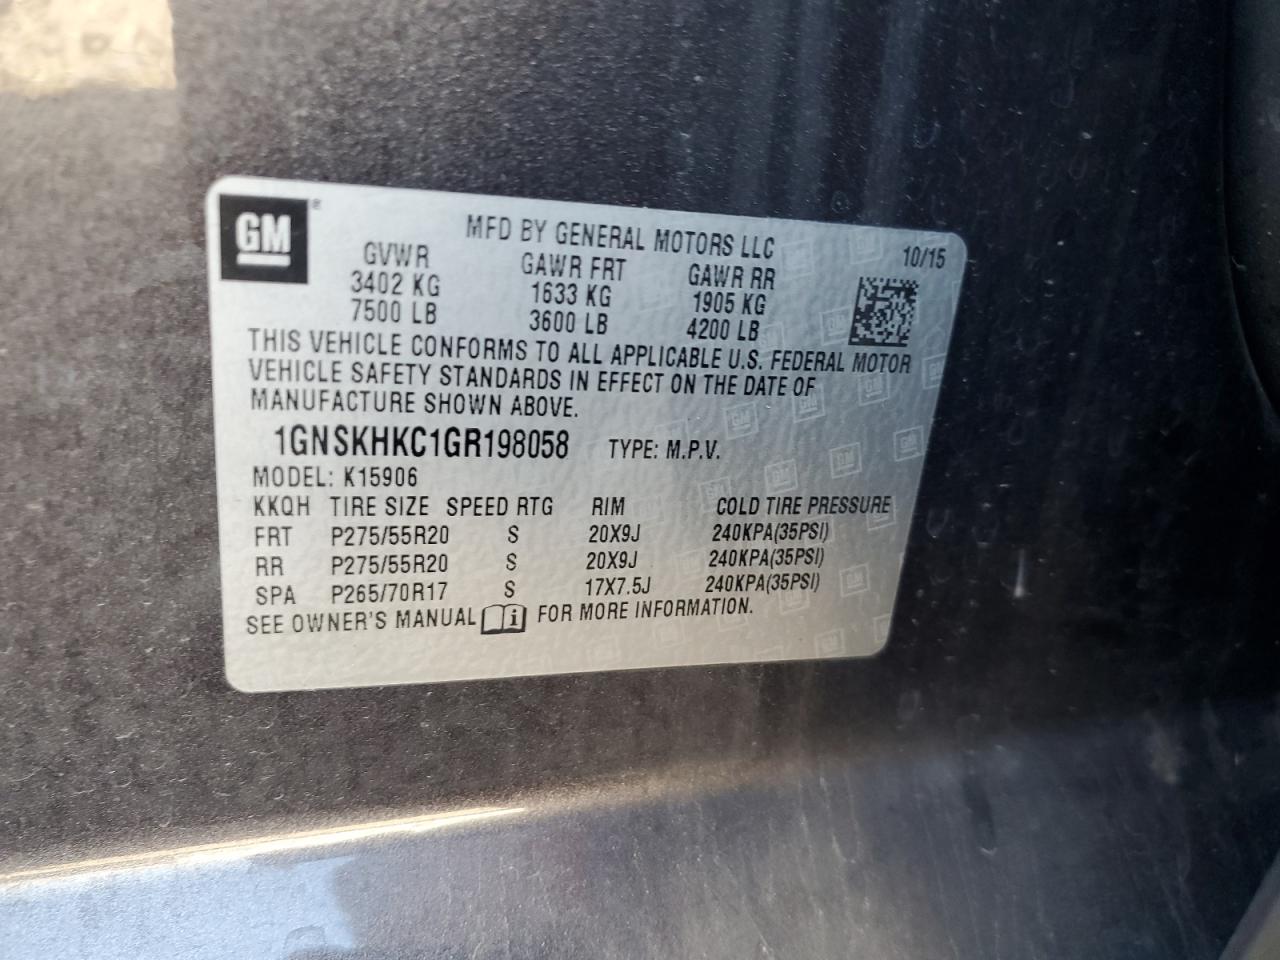 GM®
MFD BY GENERAL MOTORS LLC 10/15
GVWR GAWR FRT GAWR RR
3402 KG 1633 KG 1905 KG
7500 LB 3600 LB 4200 LB
THIS VEHICLE CONFORMS TO ALL APPLICABLE U.S. FEDERAL MOTOR
VEHICLE SAFETY STANDARDS IN EFFECT ON THE DATE OF
MANUFACTURE SHOWN ABOVE.
1GNSKHKC1GR198058 TYPE: M.P.V.
MODEL: K15906
KKQH TIRE SIZE SPEED RTG RIM COLD TIRE PRESSURE
FRT P275/55R20 S 20X9J 240KPA(35PSI)
RR P275/55R20 S 20X9J 240KPA(35PSI)
SPA P265/70R17 S 17X7.5J 240KPA(35PSI)
SEE OWNER'S MANUAL i FOR MORE INFORMATION.